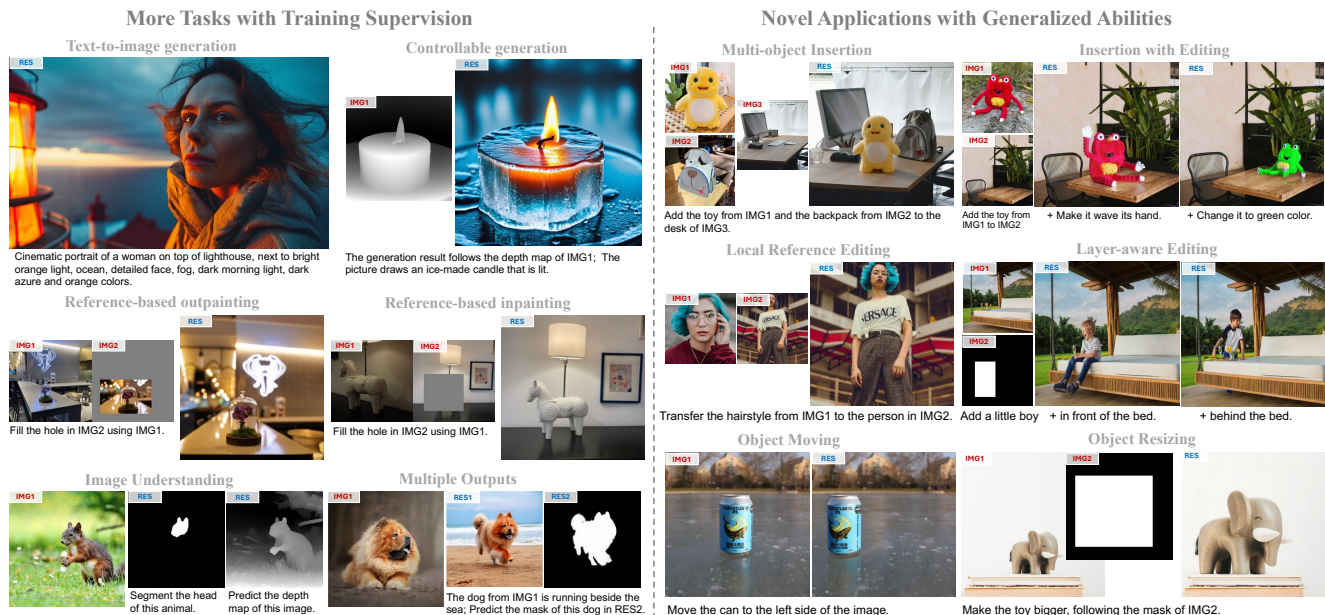 More Tasks with Training Supervision
Text-to-image generation
RES
Cinematic portrait of a woman on top of lighthouse, next to bright
orange light, ocean, detailed face, fog, dark morning light, dark
azure and orange colors.
Controllable generation
IMG1
RES
The generation result follows the depth map of IMG1; The
picture draws an ice-made candle that is lit.
Reference-based outpainting
IMG1
IMG2
RES
Fill the hole in IMG2 using IMG1.
Reference-based inpainting
IMG1
IMG2
RES
Fill the hole in IMG2 using IMG1.
Image Understanding
IMG1
RES
RES
Segment the head
of this animal.
Predict the depth
map of this image.
Multiple Outputs
IMG1
RES1
RES2
The dog from IMG1 is running beside the
sea; Predict the mask of this dog in RES2.
Novel Applications with Generalized Abilities
Multi-object Insertion
IMG1
IMG2
IMG3
RES
Add the toy from IMG1 and the backpack from IMG2 to the
desk of IMG3.
Insertion with Editing
IMG1
IMG2
RES
RES
Add the toy from
IMG1 to IMG2
+ Make it wave its hand.
+ Change it to green color.
Local Reference Editing
IMG1
IMG2
RES
VERSACE
Transfer the hairstyle from IMG1 to the person in IMG2.
Layer-aware Editing
IMG1
IMG2
RES
RES
Add a little boy
+ in front of the bed.
+ behind the bed.
Object Moving
IMG1
RES
Move the can to the left side of the image.
Object Resizing
IMG1
IMG2
RES
Make the toy bigger, following the mask of IMG2.